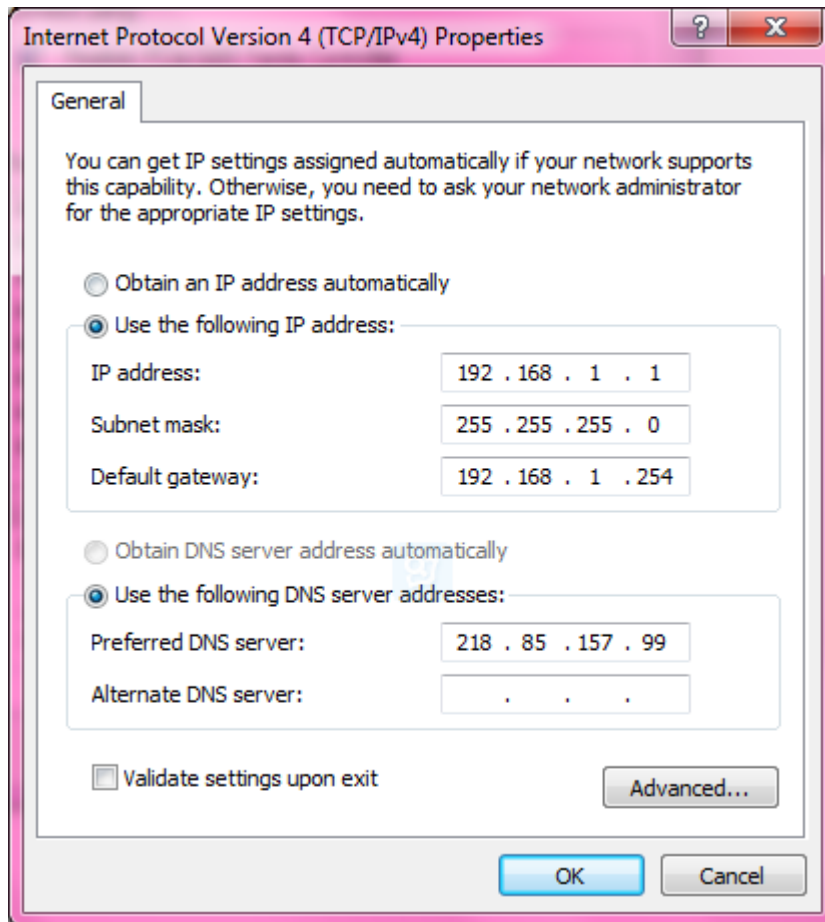 Internet Protocol Version 4 (TCP/IPv4) Properties
General
You can get IP settings assigned automatically if your network supports
this capability. Otherwise, you need to ask your network administrator
for the appropriate IP settings.
Obtain an IP address automatically
Use the following IP address:
IP address: 192 . 168 . 1 . 1
Subnet mask: 255 . 255 . 255 . 0
Default gateway: 192 . 168 . 1 . 254
Obtain DNS server address automatically
Use the following DNS server addresses:
Preferred DNS server: 218 . 85 . 157 . 99
Alternate DNS server: . . .
Validate settings upon exit
Advanced...
OK Cancel